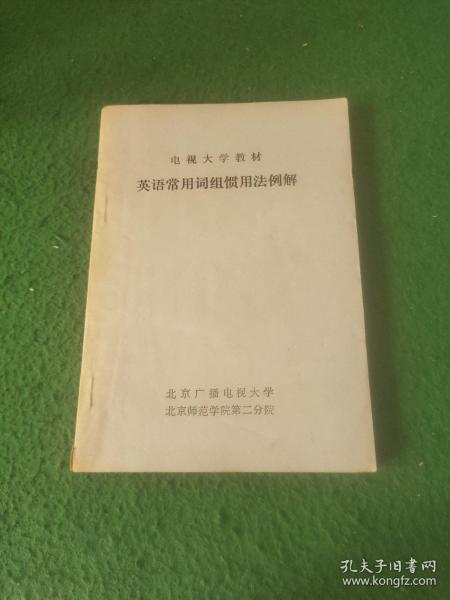 电视大学教材
英语常用词组惯用法例解
北京广播电视大学
北京师范学院第二分院
孔夫子旧书网
www.kongfz.com